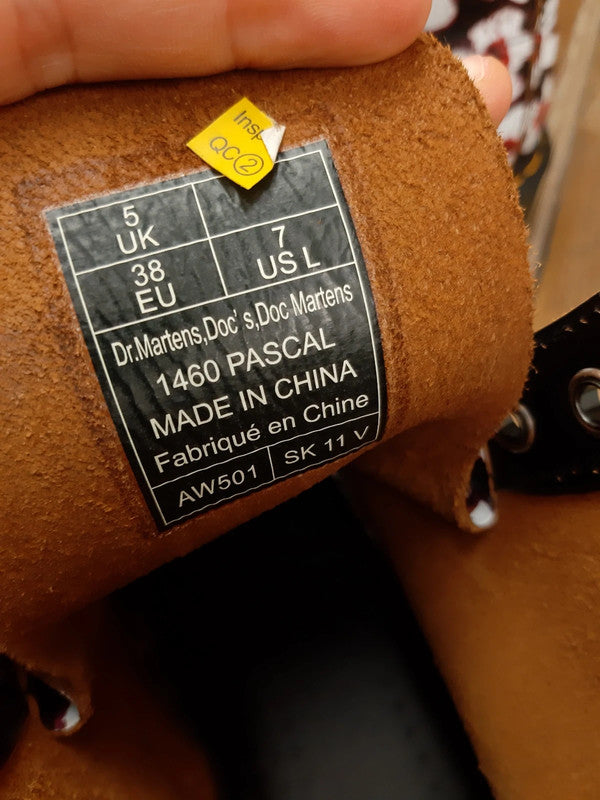 Insp
QC②
5
UK
38
EU
7
US L
Dr.Martens,Doc's,Doc Martens
1460 PASCAL
MADE IN CHINA
Fabriqué en Chine
AW501
SK 11 V